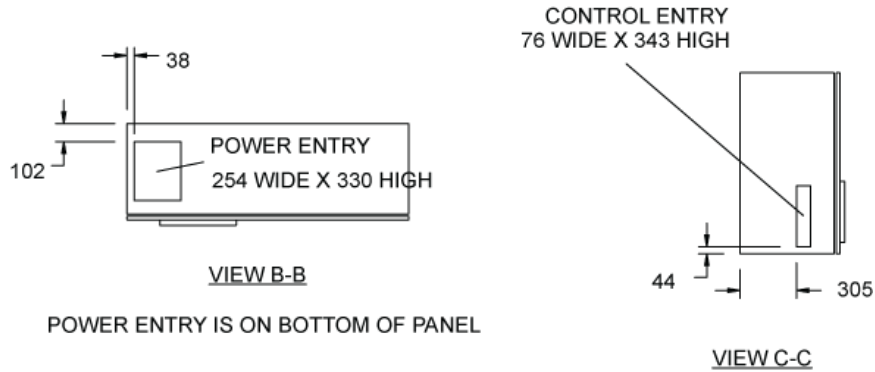 38
102
POWER ENTRY
254 WIDE X 330 HIGH
VIEW B-B
POWER ENTRY IS ON BOTTOM OF PANEL
CONTROL ENTRY
76 WIDE X 343 HIGH
44
305
VIEW C-C